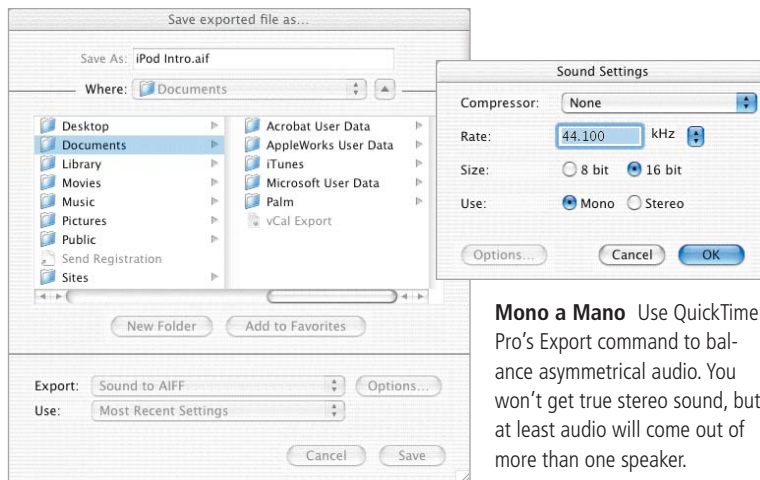 Save exported file as...
Save As: iPod Intro.aif
Where: Documents
Desktop
Documents
Library
Movies
Music
Pictures
Public
Send Registration
Sites
Acrobat User Data
AppleWorks User Data
iTunes
Microsoft User Data
Palm
vCal Export
New Folder
Add to Favorites
Export: Sound to AIFF
Options...
Use: Most Recent Settings
Cancel
Save
Sound Settings
Compressor: None
Rate: 44.100 kHz
Size: 8 bit 16 bit
Use: Mono Stereo
Options...
Cancel
OK
Mono a Mano Use QuickTime
Pro's Export command to bal-
ance asymmetrical audio. You
won't get true stereo sound, but
at least audio will come out of
more than one speaker.